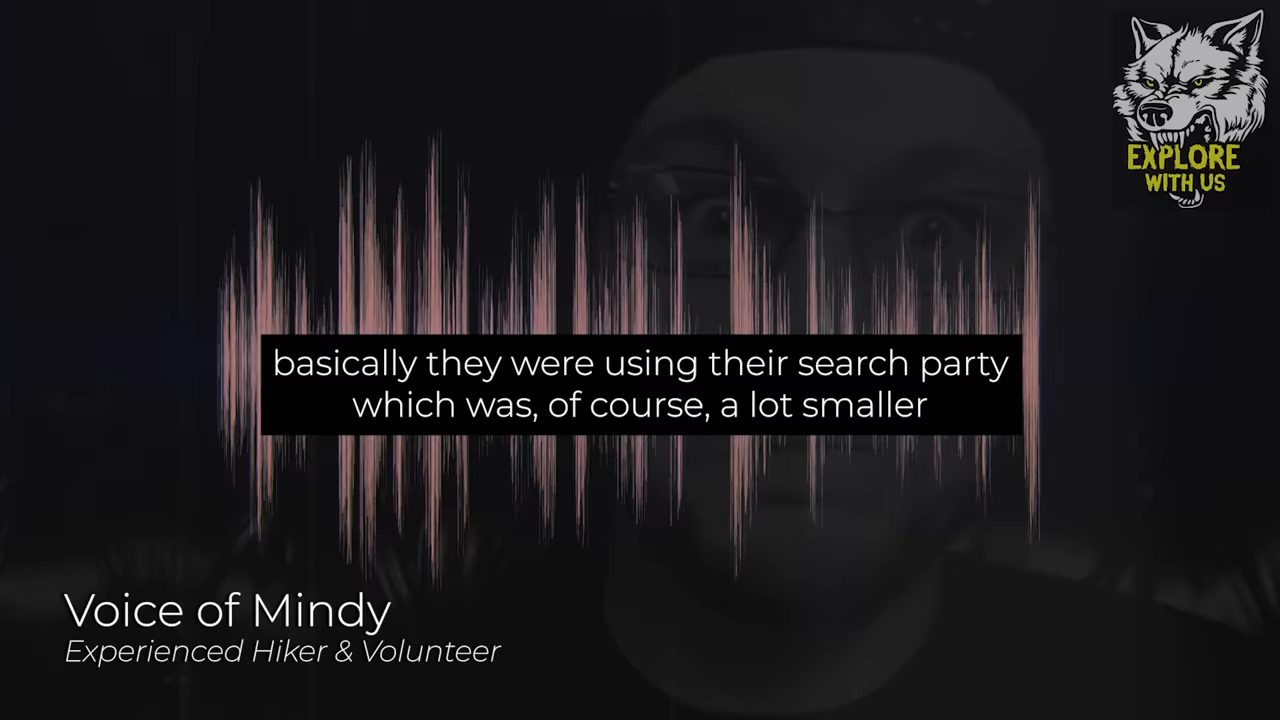 EXPLORE
WITH US
basically they were using their search party
which was, of course, a lot smaller
Voice of Mindy
Experienced Hiker & Volunteer